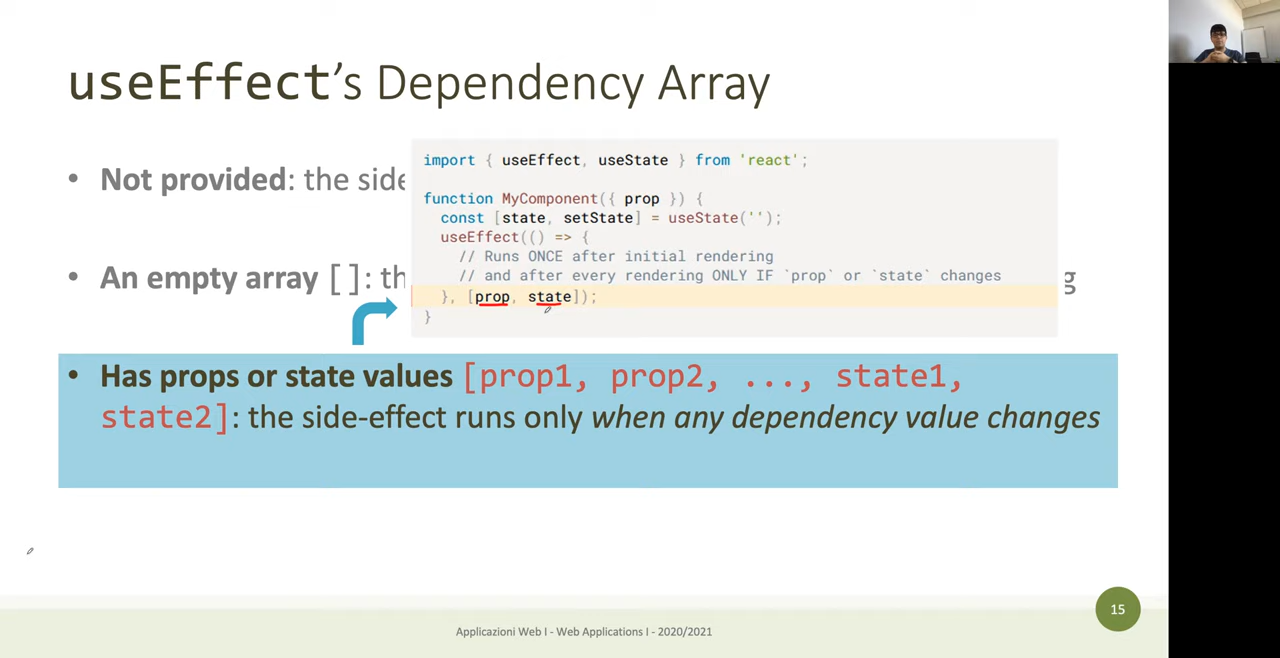 useEffect’s Dependency Array
• Not provided: the side
• An empty array []: th
g
import { useEffect, useState } from 'react';
function MyComponent({ prop }) {
const [state, setState] = useState('');
useEffect(() => {
// Runs ONCE after initial rendering
// and after every rendering ONLY IF `prop` or `state` changes
}, [prop, state]);
}
• Has props or state values [prop1, prop2, ..., state1,
state2]: the side-effect runs only when any dependency value changes
15
Applicazioni Web I - Web Applications I - 2020/2021